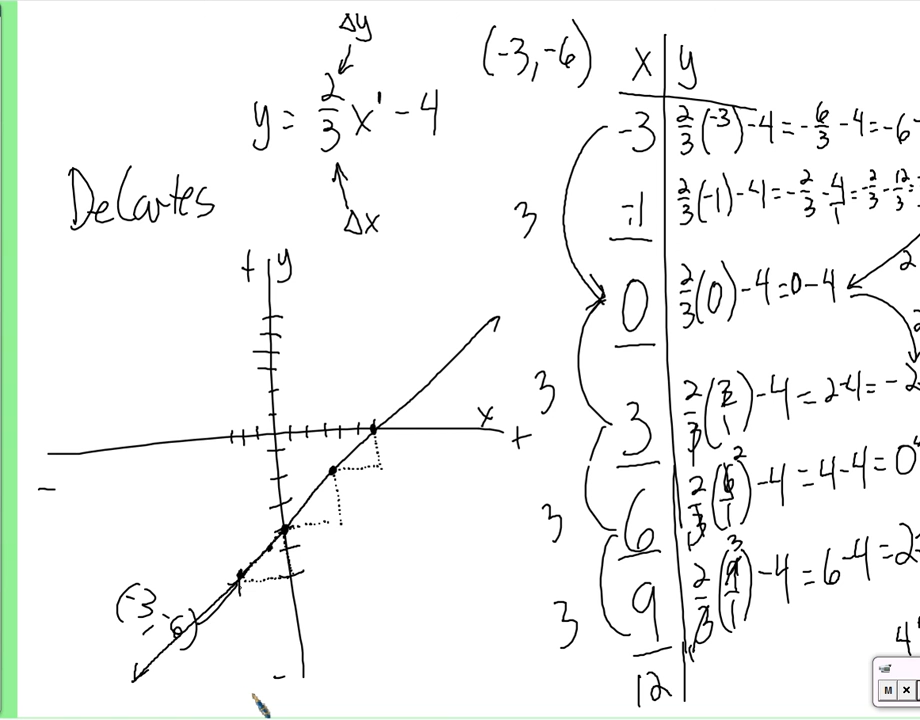 Δy
y = 2/3 x' - 4
Δx
DeCartes
(-3, -6)
x | y
-3 | 2/3(-3) - 4 = -6/3 - 4 = -6-
-1 | 2/3(-1) - 4 = -2/3 - 4/1 = -2/3 - 12/3 =
0 | 2/3(0) - 4 = 0 - 4
3 | 2/3(3/1) - 4 = 2-4 = -2
6 | 2/3(6/1) - 4 = 4-4 = 0
9 | 2/3(9/1) - 4 = 6-4 = 2
12
3
3
3
3
2
+ y
x
+
-
(-3, -6)
-
M X